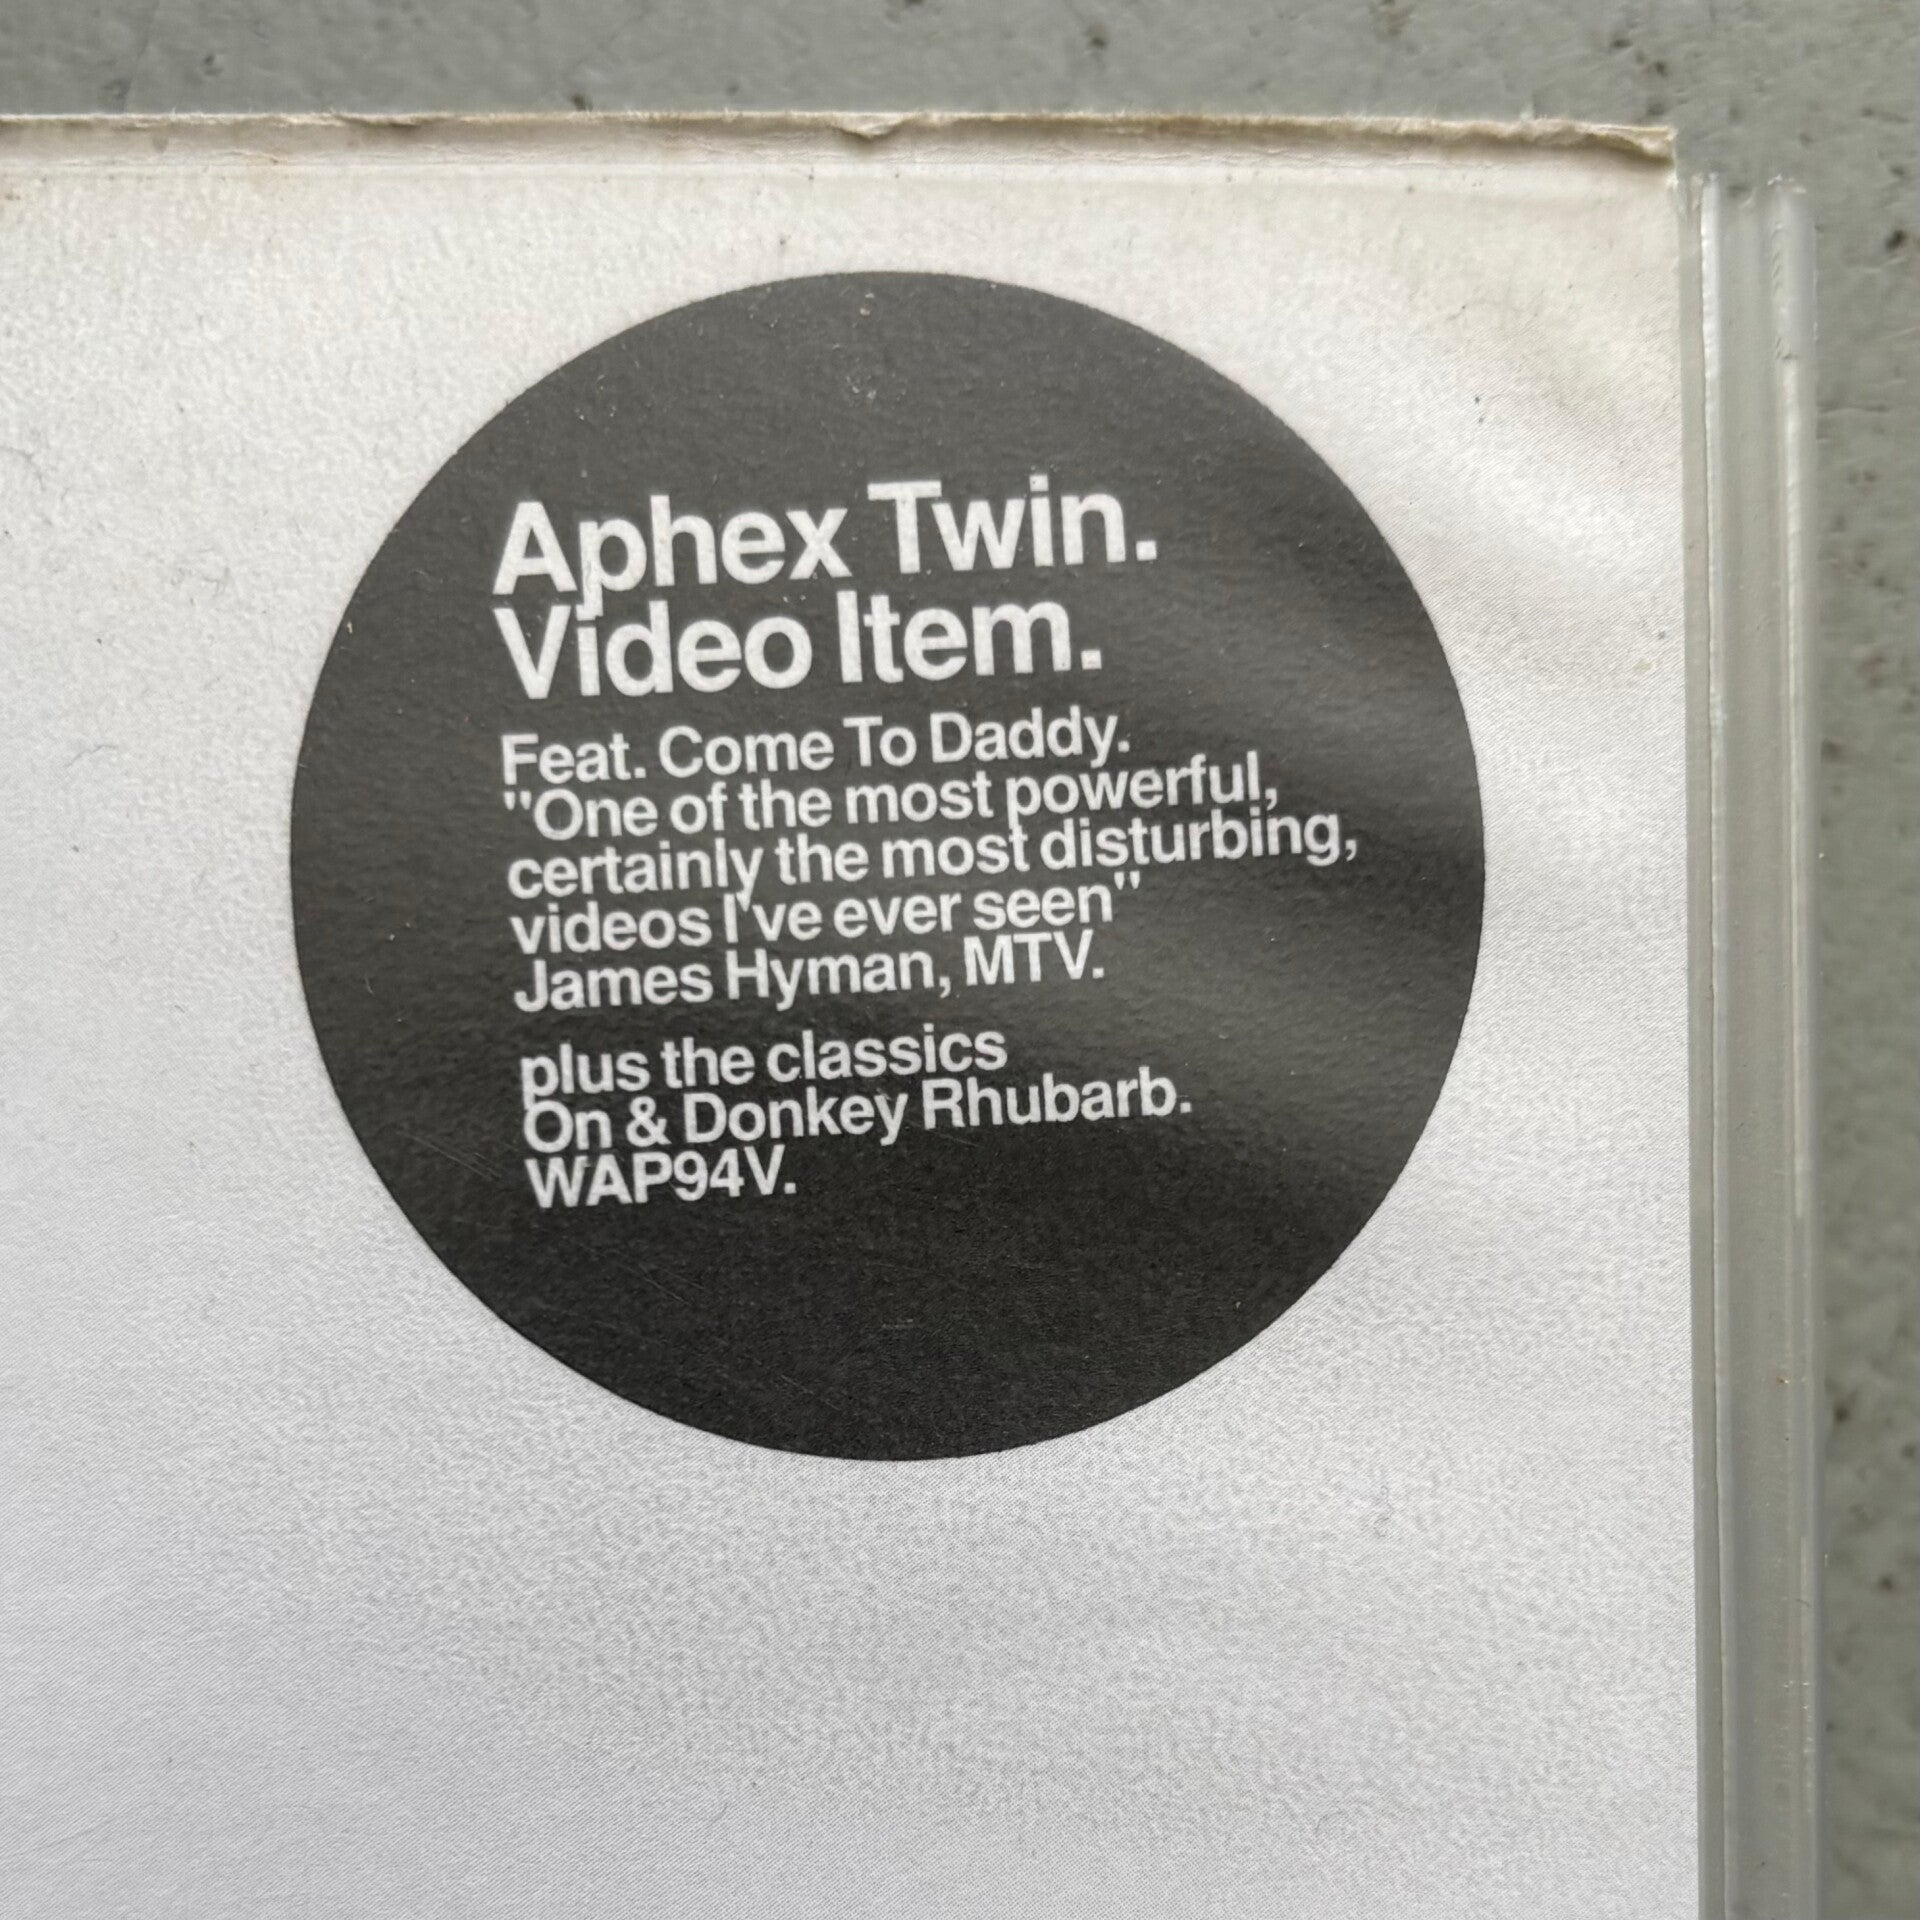 Aphex Twin.
Video Item.
Feat. Come To Daddy.
"One of the most powerful,
certainly the most disturbing,
videos I've ever seen"
James Hyman, MTV.
plus the classics
On & Donkey Rhubarb.
WAP94V.